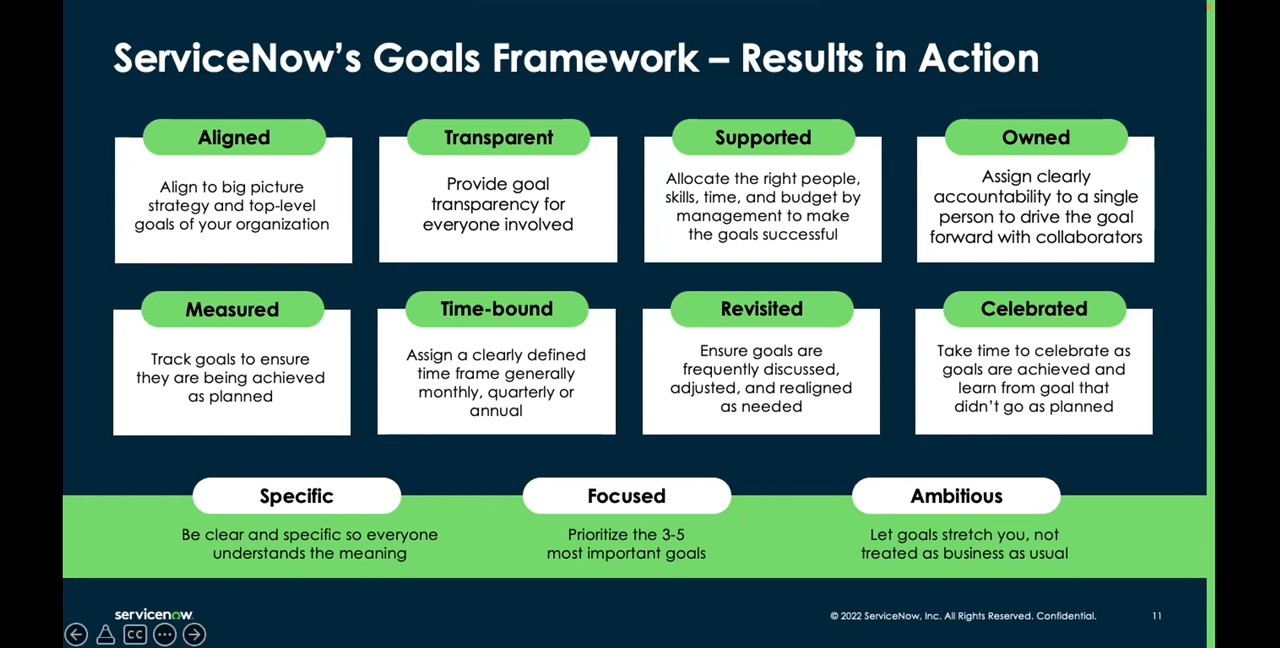 ServiceNow's Goals Framework – Results in Action
Aligned
Align to big picture
strategy and top-level
goals of your organization
Transparent
Provide goal
transparency for
everyone involved
Supported
Allocate the right people,
skills, time, and budget by
management to make
the goals successful
Owned
Assign clearly
accountability to a single
person to drive the goal
forward with collaborators
Measured
Track goals to ensure
they are being achieved
as planned
Time-bound
Assign a clearly defined
time frame generally
monthly, quarterly or
annual
Revisited
Ensure goals are
frequently discussed,
adjusted, and realigned
as needed
Celebrated
Take time to celebrate as
goals are achieved and
learn from goal that
didn't go as planned
Specific
Be clear and specific so everyone
understands the meaning
Focused
Prioritize the 3-5
most important goals
Ambitious
Let goals stretch you, not
treated as business as usual
servicenow
© 2022 ServiceNow, Inc. All Rights Reserved. Confidential.
11
CC